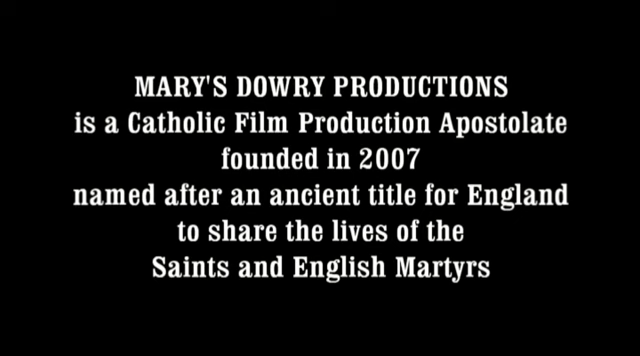 MARY'S DOWRY PRODUCTIONS
is a Catholic Film Production Apostolate
founded in 2007
named after an ancient title for England
to share the lives of the
Saints and English Martyrs